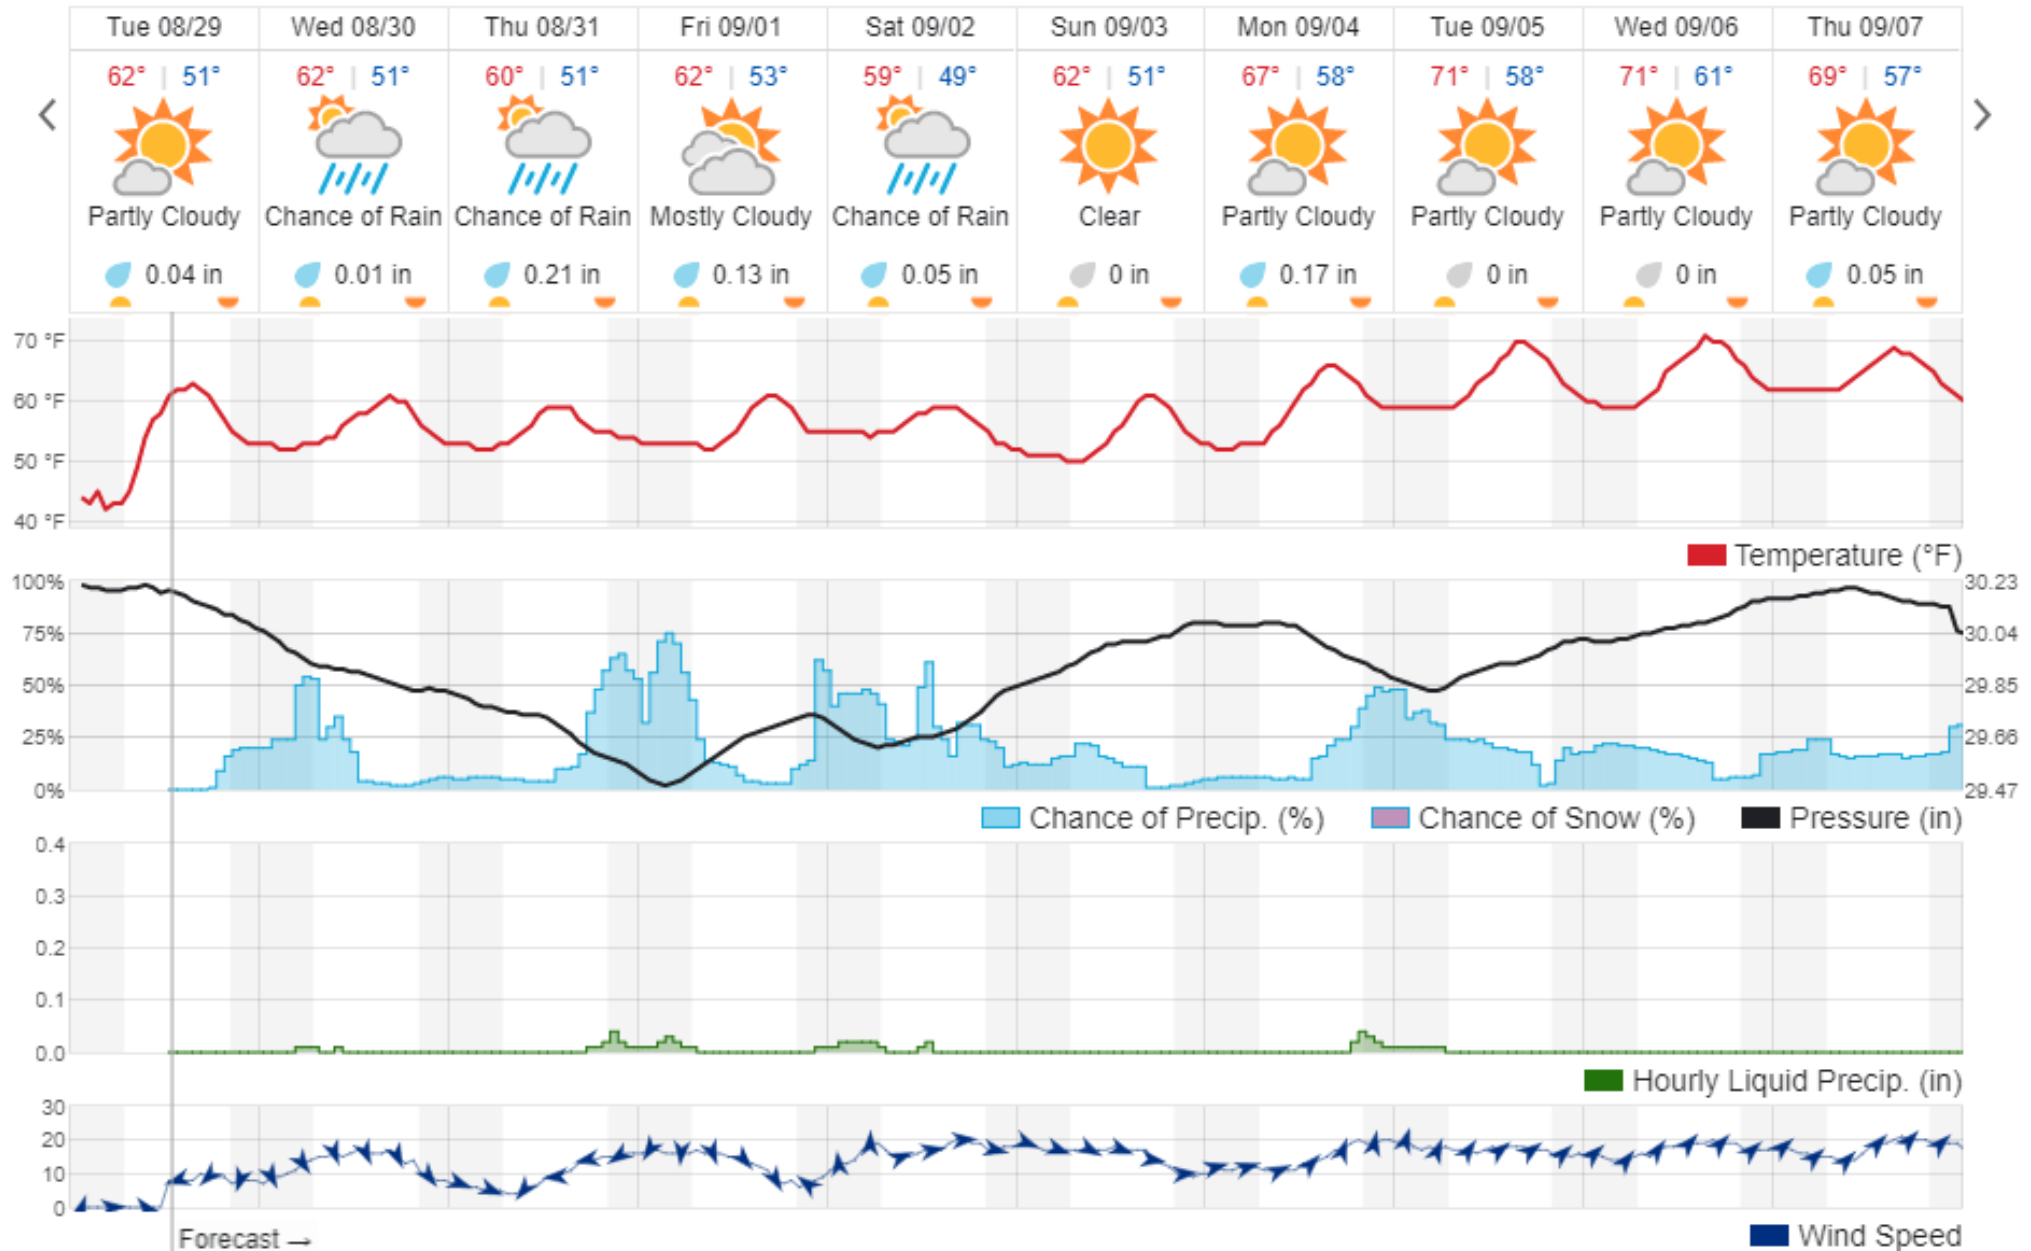 Tue 08/29 Wed 08/30 Thu 08/31 Fri 09/01 Sat 09/02 Sun 09/03 Mon 09/04 Tue 09/05 Wed 09/06 Thu 09/07
62° | 51° 62° | 51° 60° | 51° 62° | 53° 59° | 49° 62° | 51° 67° | 58° 71° | 58° 71° | 61° 69° | 57°
Partly Cloudy Chance of Rain Chance of Rain Mostly Cloudy Chance of Rain Clear Partly Cloudy Partly Cloudy Partly Cloudy Partly Cloudy
0.04 in 0.01 in 0.21 in 0.13 in 0.05 in 0 in 0.17 in 0 in 0 in 0.05 in
70 °F
60 °F
50 °F
40 °F
Temperature (°F)
100% 30.23
75% 30.04
50% 29.85
25% 29.66
0% 29.47
Chance of Precip. (%) Chance of Snow (%) Pressure (in)
0.4
0.3
0.2
0.1
0.0
Hourly Liquid Precip. (in)
30
20
10
0
Forecast → Wind Speed